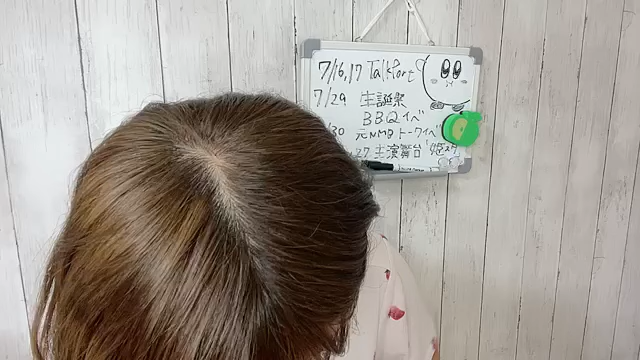 7/16,17 TalkPort
7/29 生誕祭
BBQイベ
/30 元NMBトークイベ
27 主演舞台